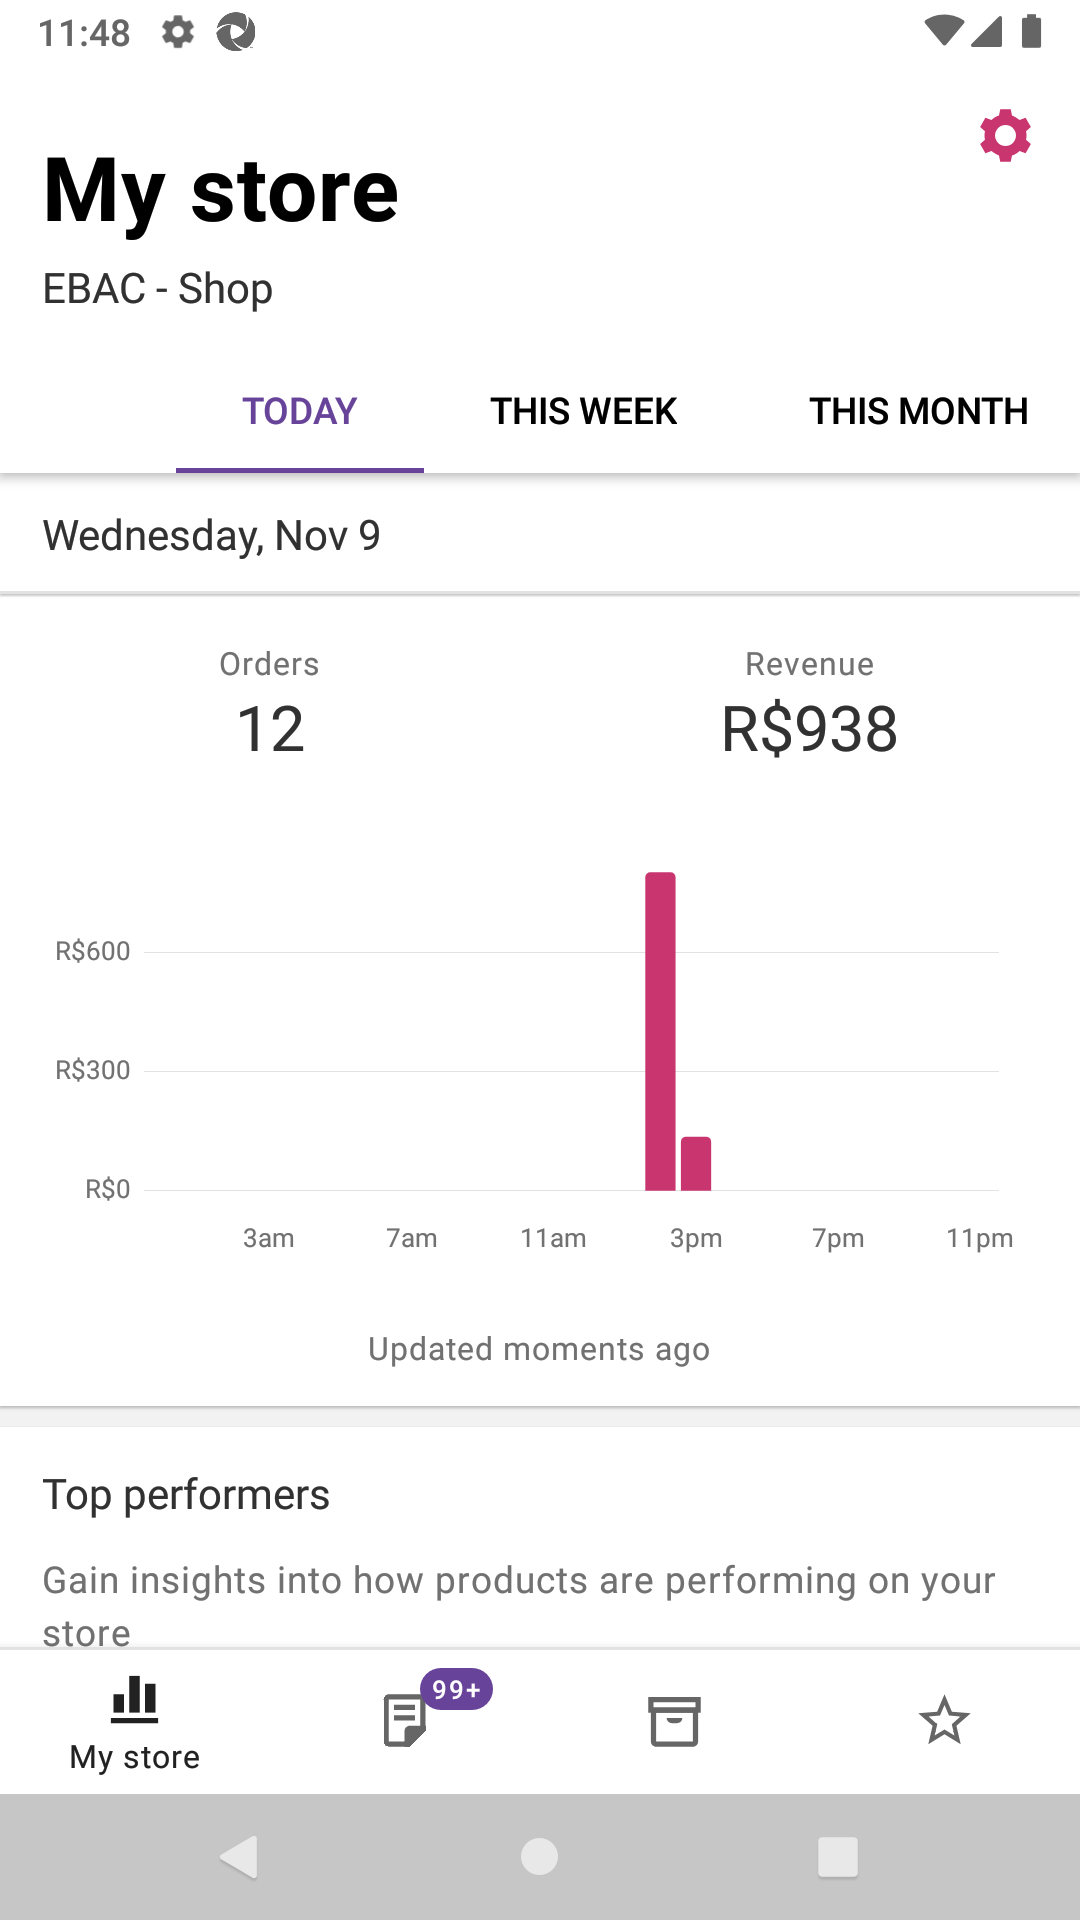 11:48
My store
EBAC - Shop
TODAY THIS WEEK THIS MONTH
Wednesday, Nov 9
Orders Revenue
12 R$938
R$600
R$300
R$0
3am 7am 11am 3pm 7pm 11pm
Updated moments ago
Top performers
Gain insights into how products are performing on your
store
99+
My store